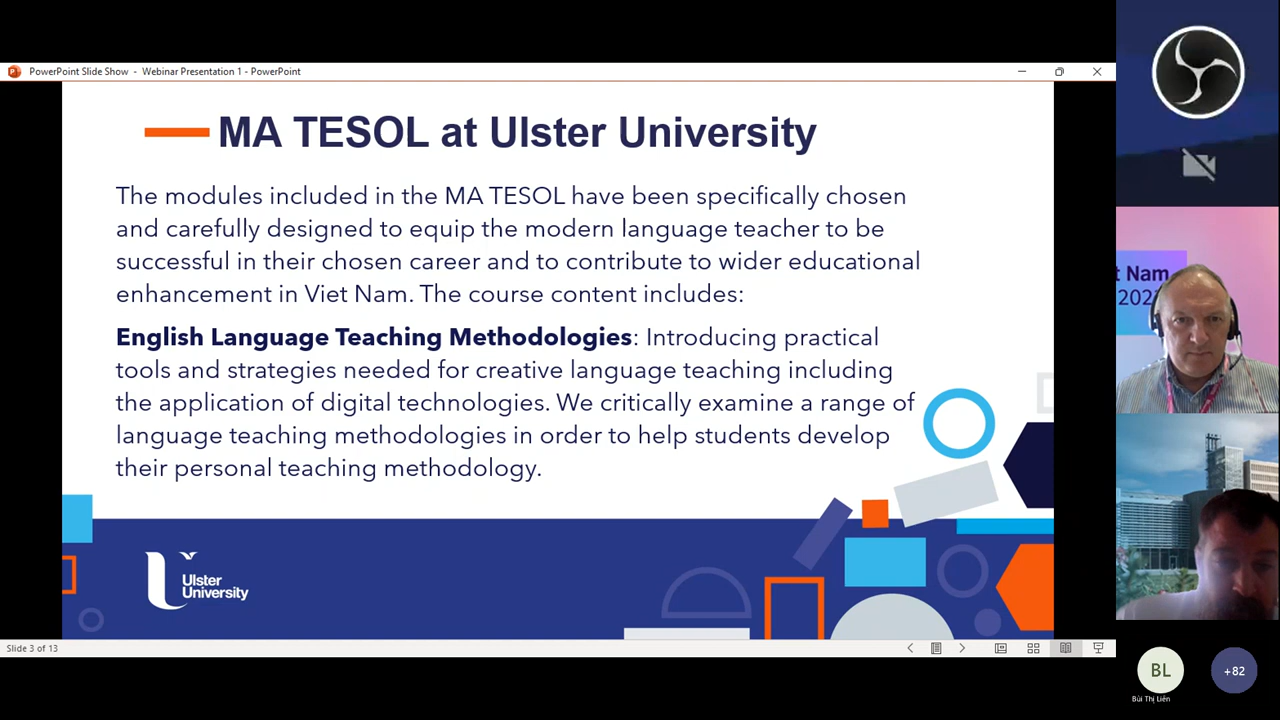 PowerPoint Slide Show - Webinar Presentation 1 - PowerPoint
MA TESOL at Ulster University
The modules included in the MA TESOL have been specifically chosen
and carefully designed to equip the modern language teacher to be
successful in their chosen career and to contribute to wider educational
enhancement in Viet Nam. The course content includes:
English Language Teaching Methodologies: Introducing practical
tools and strategies needed for creative language teaching including
the application of digital technologies. We critically examine a range of
language teaching methodologies in order to help students develop
their personal teaching methodology.
Ulster
University
Slide 3 of 13
t Nam
202
BL
+82
Bùi Thị Liên